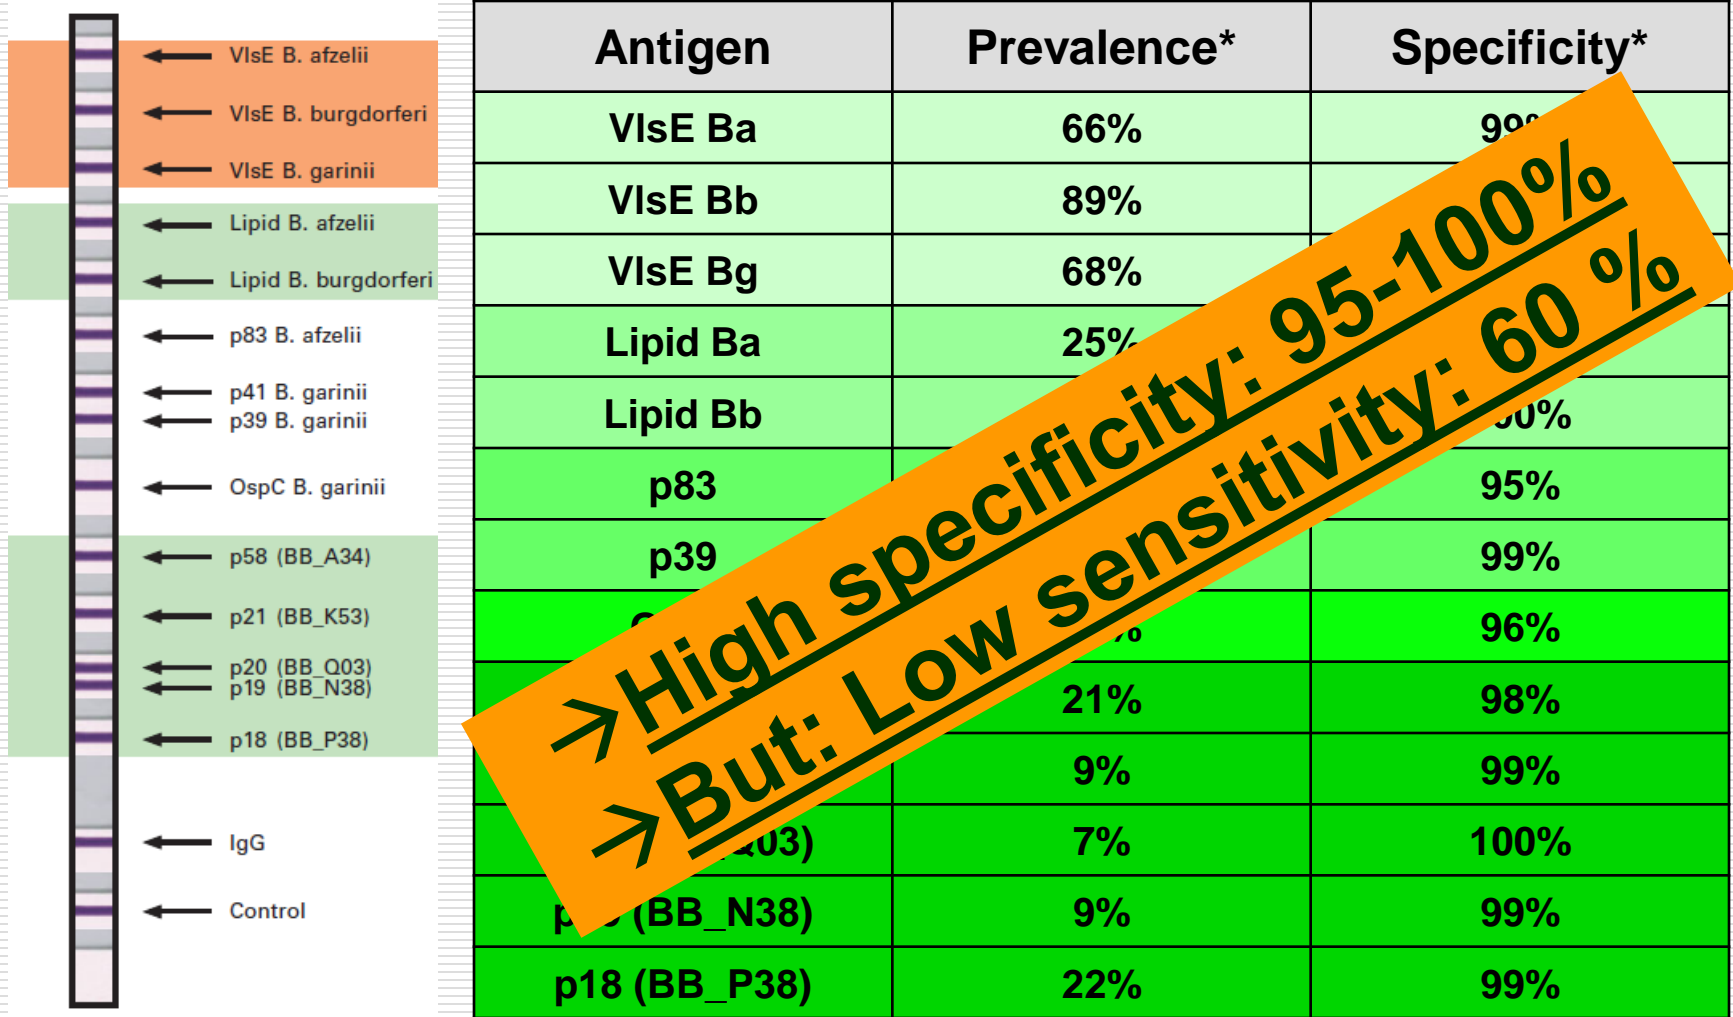 VlsE B. afzelii
VlsE B. burgdorferi
VlsE B. garinii
Lipid B. afzelii
Lipid B. burgdorferi
p83 B. afzelii
p41 B. garinii
p39 B. garinii
OspC B. garinii
p58 (BB_A34)
p21 (BB_K53)
p20 (BB_Q03)
p19 (BB_N38)
p18 (BB_P38)
IgG
Control
Antigen Prevalence* Specificity*
VlsE Ba 66% 99%
VlsE Bb 89%
VlsE Bg 68%
Lipid Ba 25%
Lipid Bb
p83 95%
p39 99%
96%
21% 98%
9% 99%
7% 100%
(BB_N38) 9% 99%
p18 (BB_P38) 22% 99%
→High specificity: 95-100%
→But: Low sensitivity: 60 %